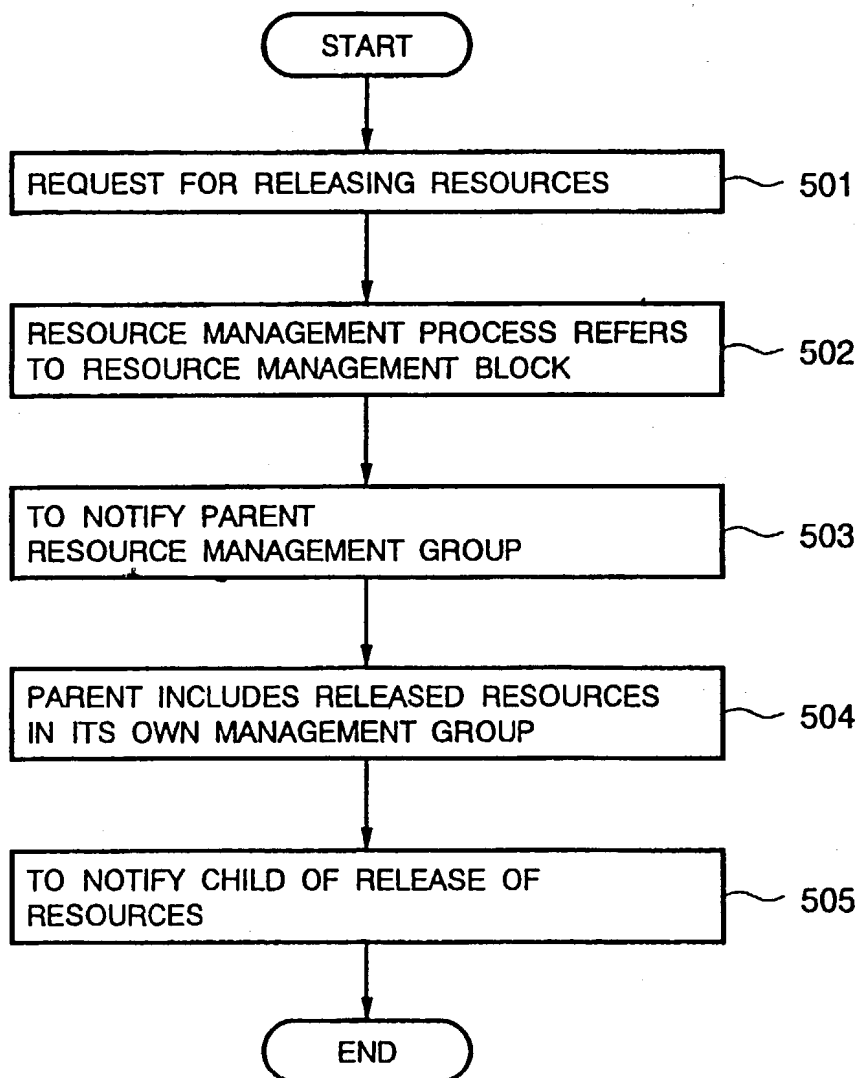 START
REQUEST FOR RELEASING RESOURCES
501
RESOURCE MANAGEMENT PROCESS REFERS
TO RESOURCE MANAGEMENT BLOCK
502
TO NOTIFY PARENT
RESOURCE MANAGEMENT GROUP
503
PARENT INCLUDES RELEASED RESOURCES
IN ITS OWN MANAGEMENT GROUP
504
TO NOTIFY CHILD OF RELEASE OF
RESOURCES
505
END